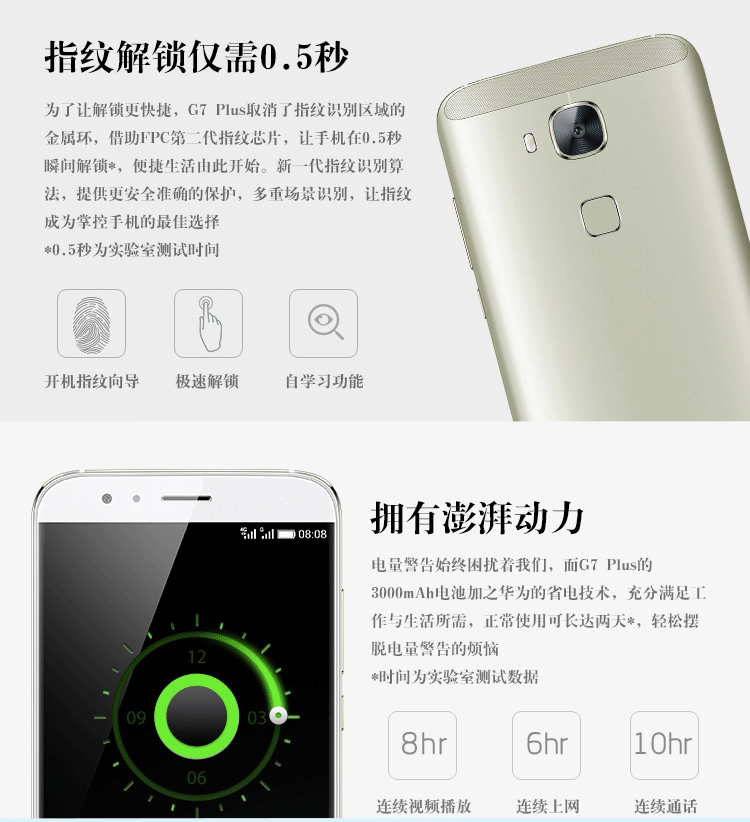 指纹解锁仅需0.5秒
为了让解锁更快捷，G7 Plus取消了指纹识别区域的
金属环，借助FPC第二代指纹芯片，让手机在0.5秒
瞬间解锁*，便捷生活由此开始。新一代指纹识别算
法，提供更安全准确的保护，多重场景识别，让指纹
成为掌控手机的最佳选择
*0.5秒为实验室测试时间
开机指纹向导
极速解锁
自学习功能
拥有澎湃动力
电量警告始终困扰着我们，而G7 Plus的
3000mAh电池加之华为的省电技术，充分满足工
作与生活所需，正常使用可长达两天*，轻松摆
脱电量警告的烦恼
*时间为实验室测试数据
4G G 08:08
12
09 03
06
8hr 6hr 10hr
连续视频播放 连续上网 连续通话